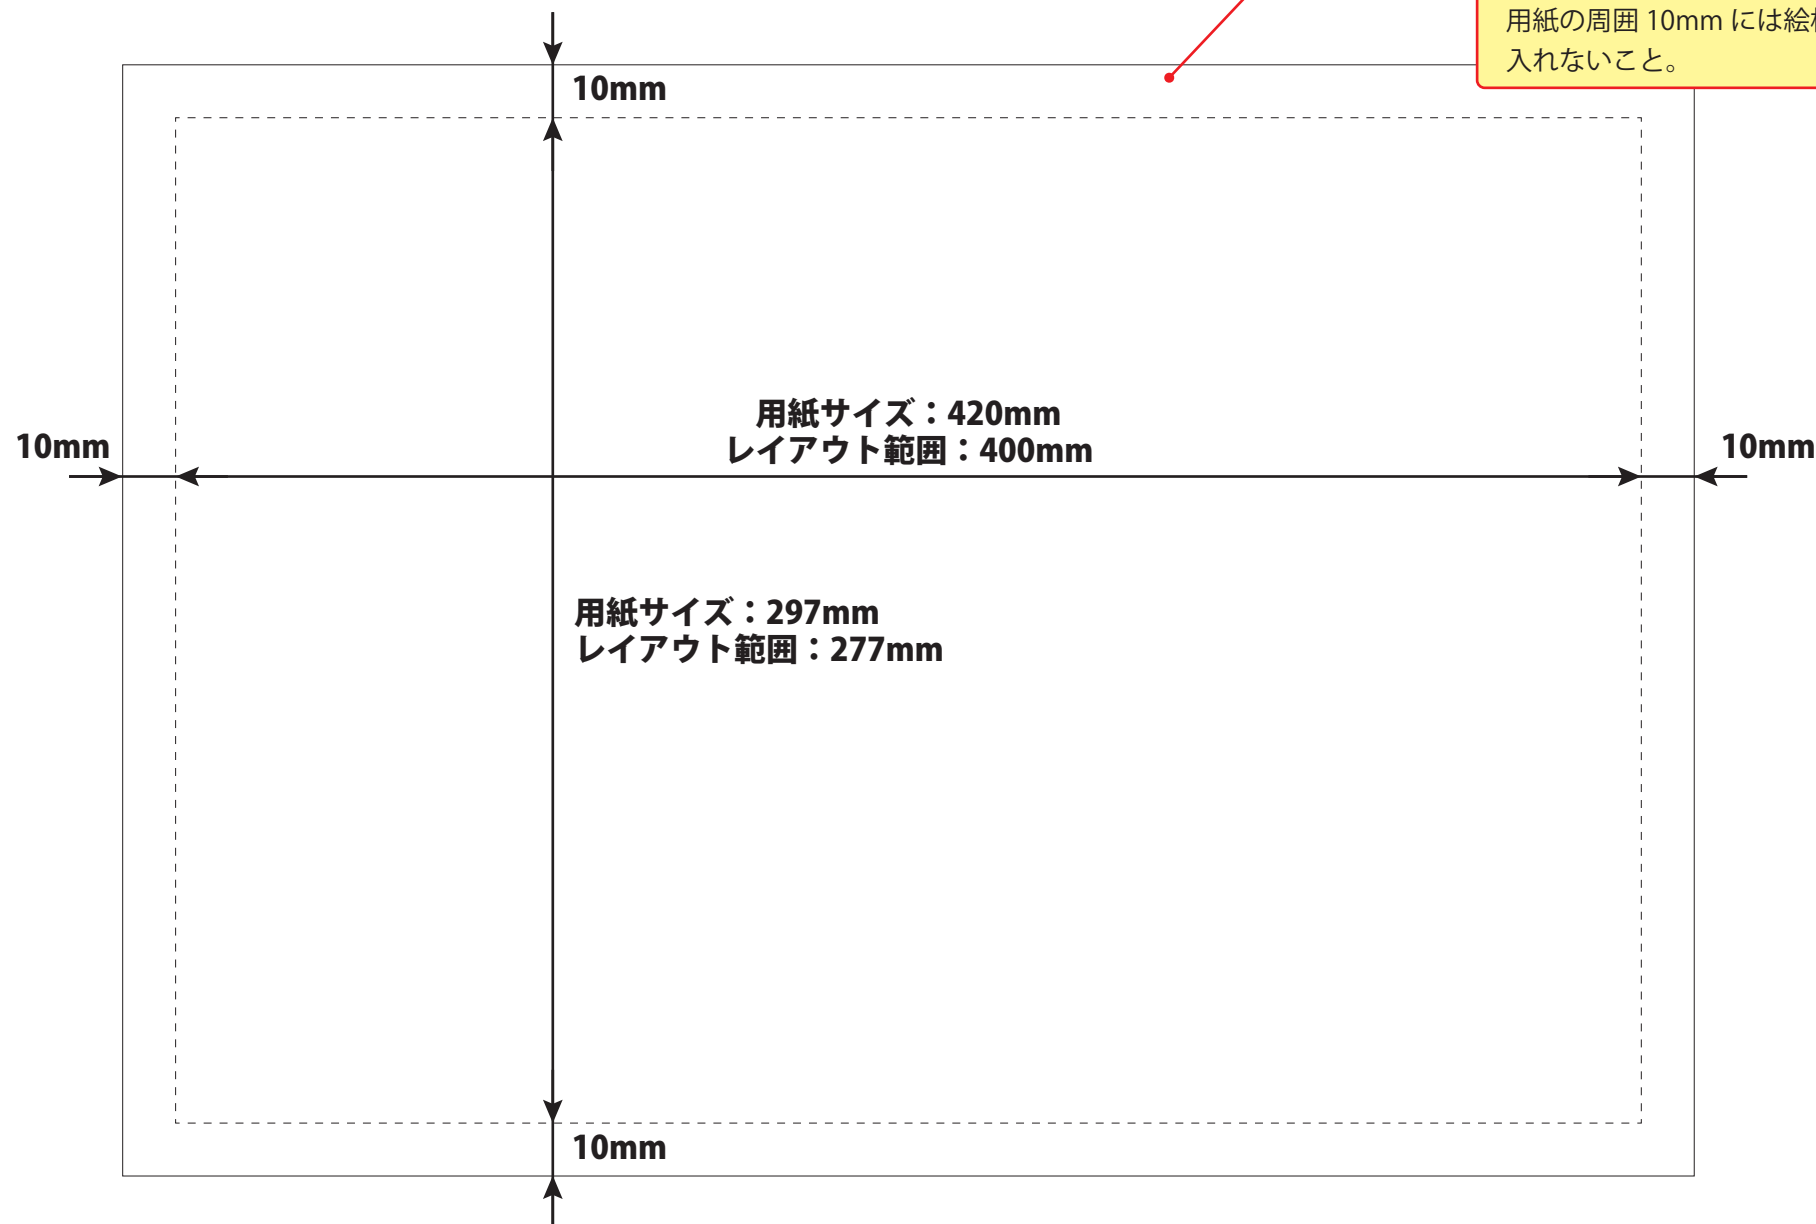 用紙の周囲 10mm には絵
入れないこと。
10mm
用紙サイズ：420mm
レイアウト範囲：400mm
10mm
10mm
用紙サイズ：297mm
レイアウト範囲：277mm
10mm